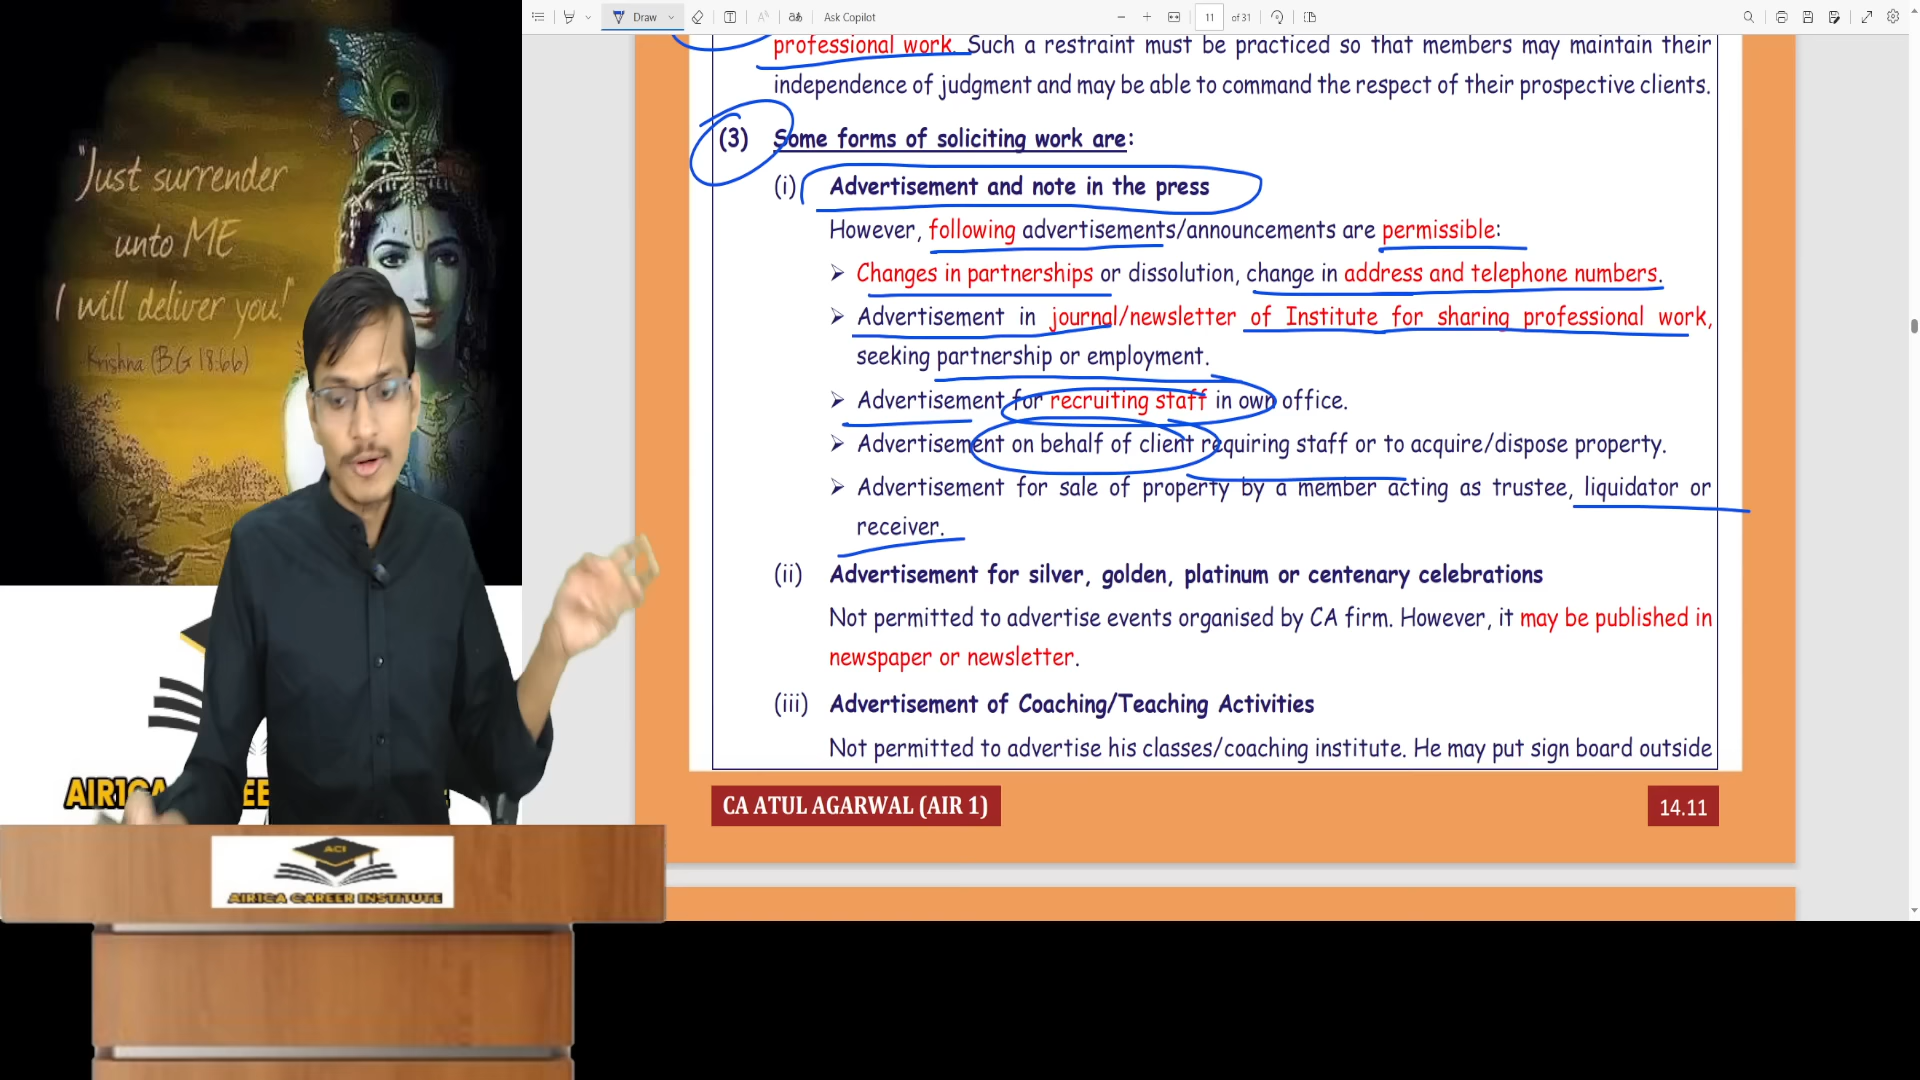 Draw
Ask Copilot
11
of 31
"Just surrender
unto ME
I will deliver you!"
Krishna (B.G 18.66)
professional work. Such a restraint must be practiced so that members may maintain their
independence of judgment and may be able to command the respect of their prospective clients.
(3) Some forms of soliciting work are:
(i) Advertisement and note in the press
However, following advertisements/announcements are permissible:
➢ Changes in partnerships or dissolution, change in address and telephone numbers.
➢ Advertisement in journal/newsletter of Institute for sharing professional work,
seeking partnership or employment.
➢ Advertisement for recruiting staff in own office.
➢ Advertisement on behalf of client requiring staff or to acquire/dispose property.
➢ Advertisement for sale of property by a member acting as trustee, liquidator or
receiver.
(ii) Advertisement for silver, golden, platinum or centenary celebrations
Not permitted to advertise events organised by CA firm. However, it may be published in
newspaper or newsletter.
(iii) Advertisement of Coaching/Teaching Activities
Not permitted to advertise his classes/coaching institute. He may put sign board outside
CA ATUL AGARWAL (AIR 1)
14.11
ACI
AIR1CA CAREER INSTITUTE